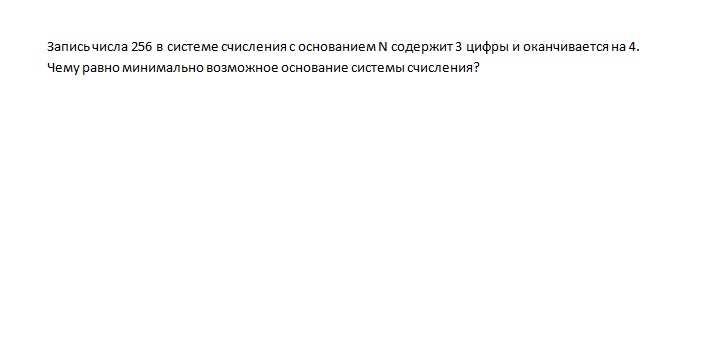 Запись числа 256 в системе счисления с основанием N содержит 3 цифры и оканчивается на 4.
Чему равно минимально возможное основание системы счисления?